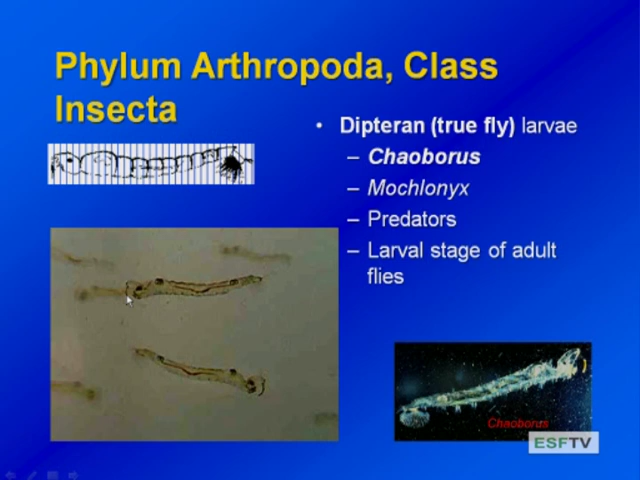 Phylum Arthropoda, Class
Insecta
• Dipteran (true fly) larvae
– Chaoborus
– Mochlonyx
– Predators
– Larval stage of adult
flies
Chaoborus
ESFTV